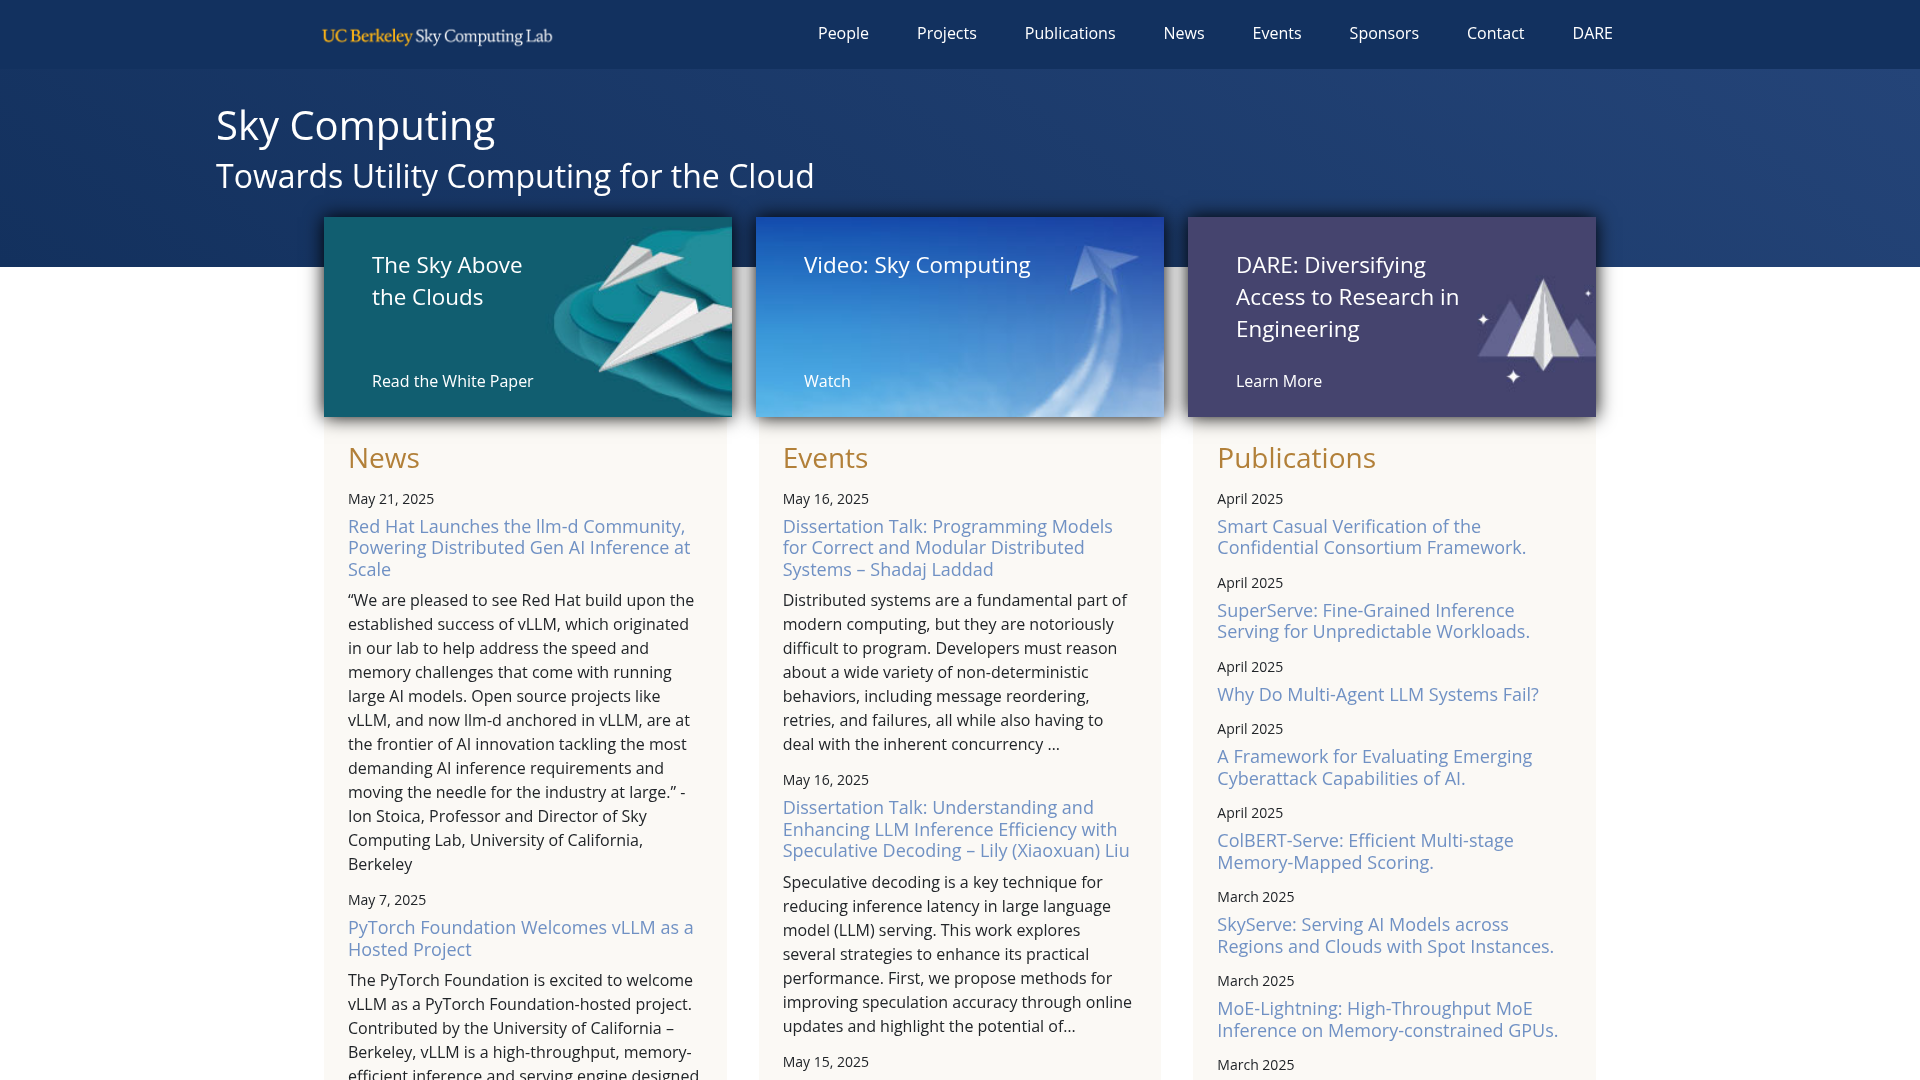 UC Berkeley Sky Computing Lab
People
Projects
Publications
News
Events
Sponsors
Contact
DARE
Sky Computing
Towards Utility Computing for the Cloud
The Sky Above
the Clouds
Read the White Paper
Video: Sky Computing
Watch
DARE: Diversifying
Access to Research in
Engineering
Learn More
News
May 21, 2025
Red Hat Launches the llm-d Community,
Powering Distributed Gen AI Inference at
Scale
“We are pleased to see Red Hat build upon the
established success of vLLM, which originated
in our lab to help address the speed and
memory challenges that come with running
large AI models. Open source projects like
vLLM, and now llm-d anchored in vLLM, are at
the frontier of AI innovation tackling the most
demanding AI inference requirements and
moving the needle for the industry at large.” -
Ion Stoica, Professor and Director of Sky
Computing Lab, University of California,
Berkeley
May 7, 2025
PyTorch Foundation Welcomes vLLM as a
Hosted Project
The PyTorch Foundation is excited to welcome
vLLM as a PyTorch Foundation-hosted project.
Contributed by the University of California –
Berkeley, vLLM is a high-throughput, memory-
efficient inference and serving engine designed
Events
May 16, 2025
Dissertation Talk: Programming Models
for Correct and Modular Distributed
Systems – Shadaj Laddad
Distributed systems are a fundamental part of
modern computing, but they are notoriously
difficult to program. Developers must reason
about a wide variety of non-deterministic
behaviors, including message reordering,
retries, and failures, all while also having to
deal with the inherent concurrency ...
May 16, 2025
Dissertation Talk: Understanding and
Enhancing LLM Inference Efficiency with
Speculative Decoding – Lily (Xiaoxuan) Liu
Speculative decoding is a key technique for
reducing inference latency in large language
model (LLM) serving. This work explores
several strategies to enhance its practical
performance. First, we propose methods for
improving speculation accuracy through online
updates and highlight the potential of...
May 15, 2025
Publications
April 2025
Smart Casual Verification of the
Confidential Consortium Framework.
April 2025
SuperServe: Fine-Grained Inference
Serving for Unpredictable Workloads.
April 2025
Why Do Multi-Agent LLM Systems Fail?
April 2025
A Framework for Evaluating Emerging
Cyberattack Capabilities of AI.
April 2025
ColBERT-Serve: Efficient Multi-stage
Memory-Mapped Scoring.
March 2025
SkyServe: Serving AI Models across
Regions and Clouds with Spot Instances.
March 2025
MoE-Lightning: High-Throughput MoE
Inference on Memory-constrained GPUs.
March 2025